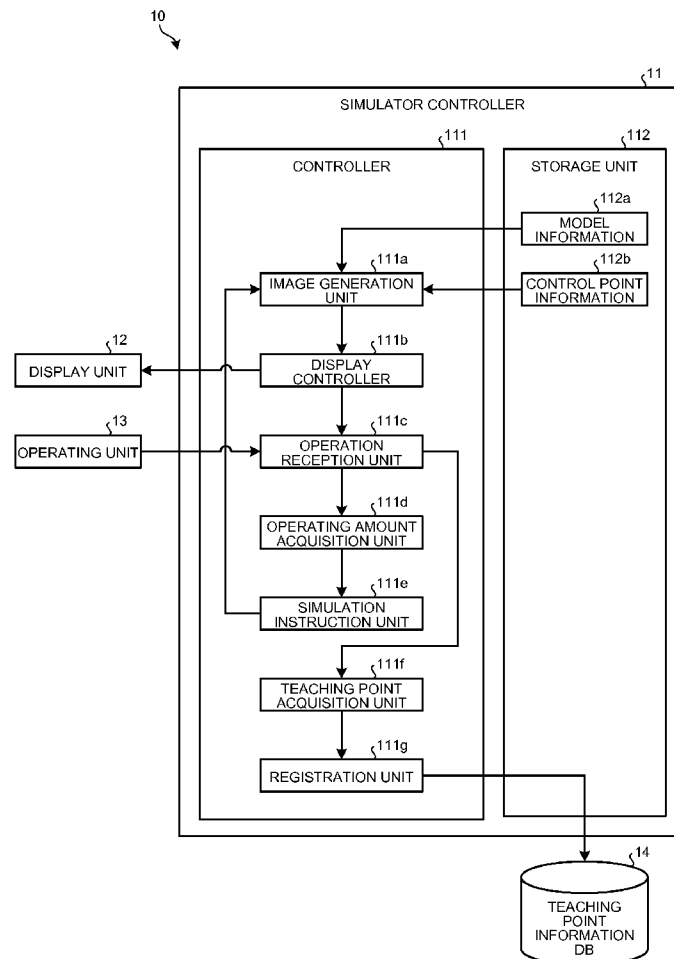 10
11
SIMULATOR CONTROLLER
111
CONTROLLER
112
STORAGE UNIT
112a
MODEL
INFORMATION
112b
CONTROL POINT
INFORMATION
111a
IMAGE GENERATION
UNIT
12
DISPLAY UNIT
111b
DISPLAY
CONTROLLER
13
OPERATING UNIT
111c
OPERATION
RECEPTION UNIT
111d
OPERATING AMOUNT
ACQUISITION UNIT
111e
SIMULATION
INSTRUCTION UNIT
111f
TEACHING POINT
ACQUISITION UNIT
111g
REGISTRATION UNIT
14
TEACHING
POINT
INFORMATION
DB